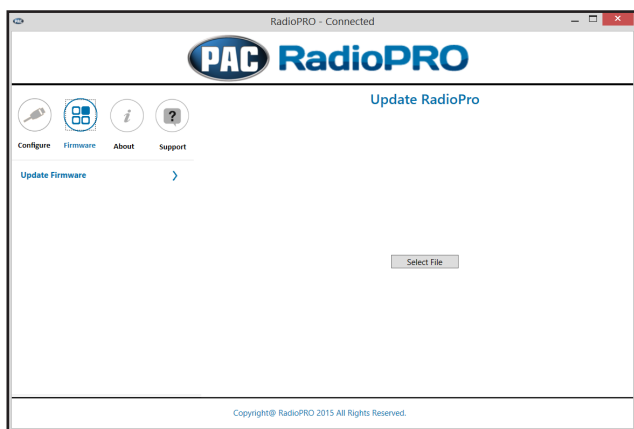 RadioPRO - Connected
PAC RadioPRO
Update RadioPro
Configure Firmware About Support
Update Firmware
Select File
Copyright@ RadioPRO 2015 All Rights Reserved.